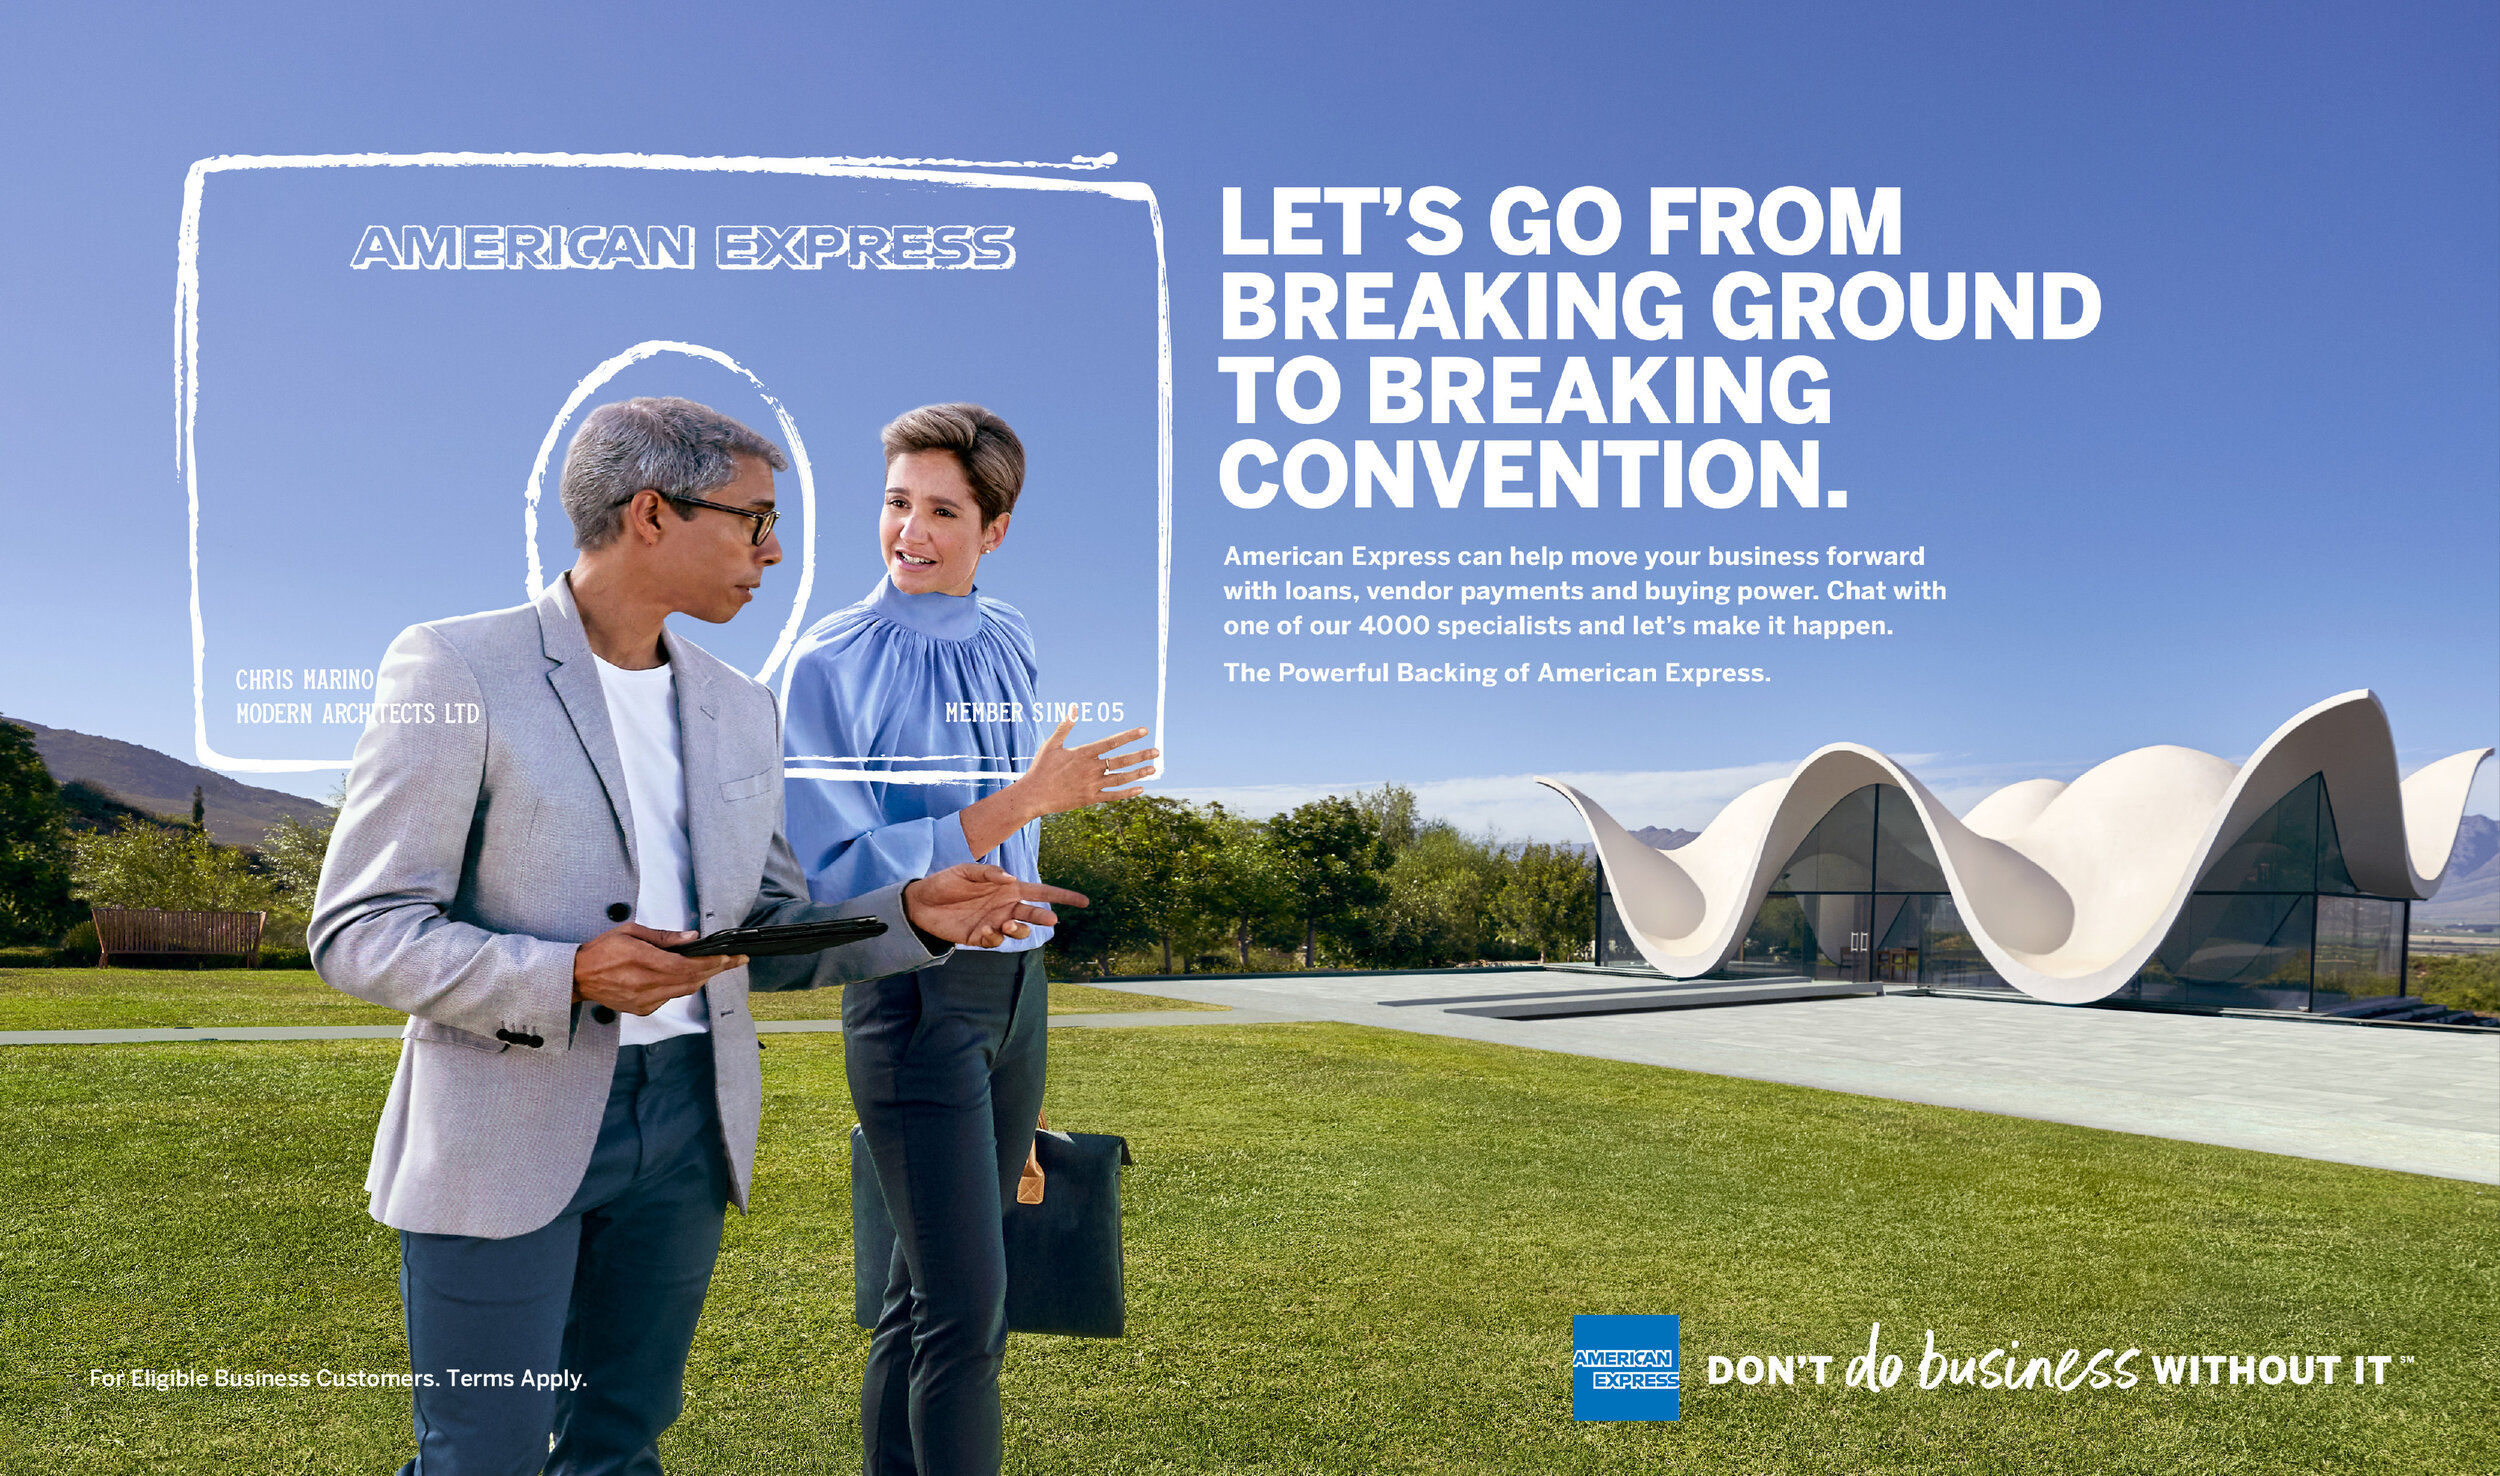 AMERICAN EXPRESS
CHRIS MARINO
MODERN ARCHITECTS LTD
MEMBER SINCE 05
LET'S GO FROM
BREAKING GROUND
TO BREAKING
CONVENTION.
American Express can help move your business forward
with loans, vendor payments and buying power. Chat with
one of our 4000 specialists and let's make it happen.
The Powerful Backing of American Express.
For Eligible Business Customers. Terms Apply.
AMERICAN
EXPRESS
DON'T do business WITHOUT IT℠